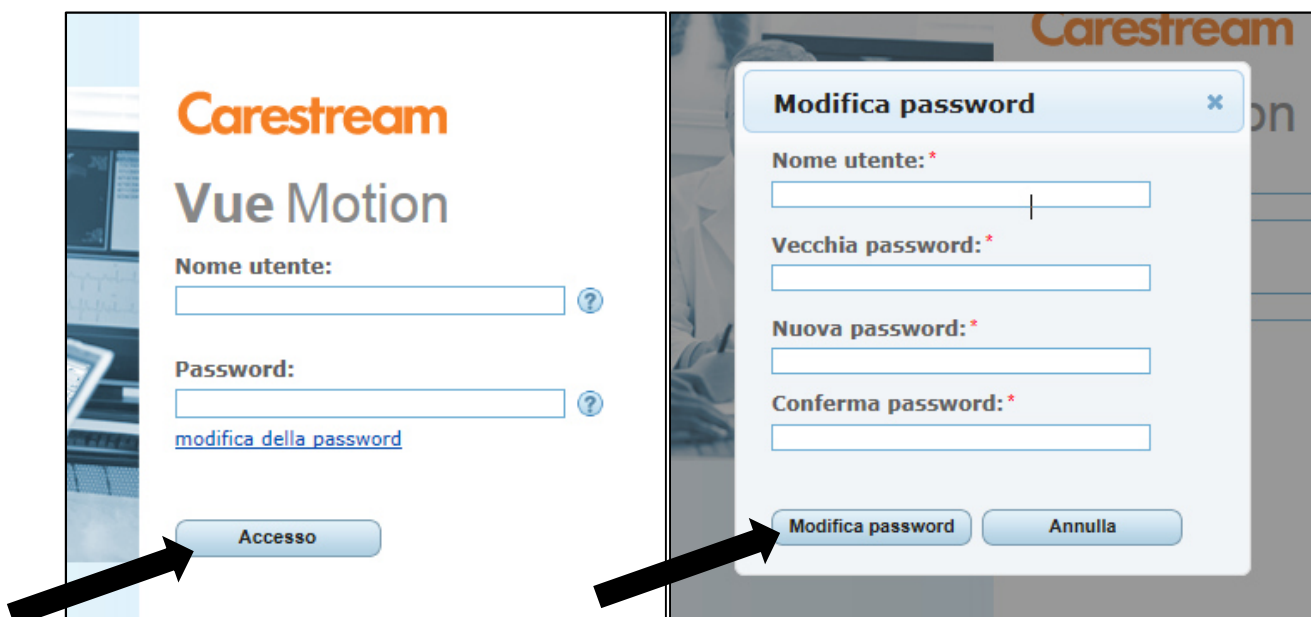 Carestream
Vue Motion
Nome utente:
?
Password:
?
modifica della password
Accesso
Carestream
on
Modifica password
Nome utente:*
Vecchia password:*
Nuova password:*
Conferma password:*
Modifica password
Annulla